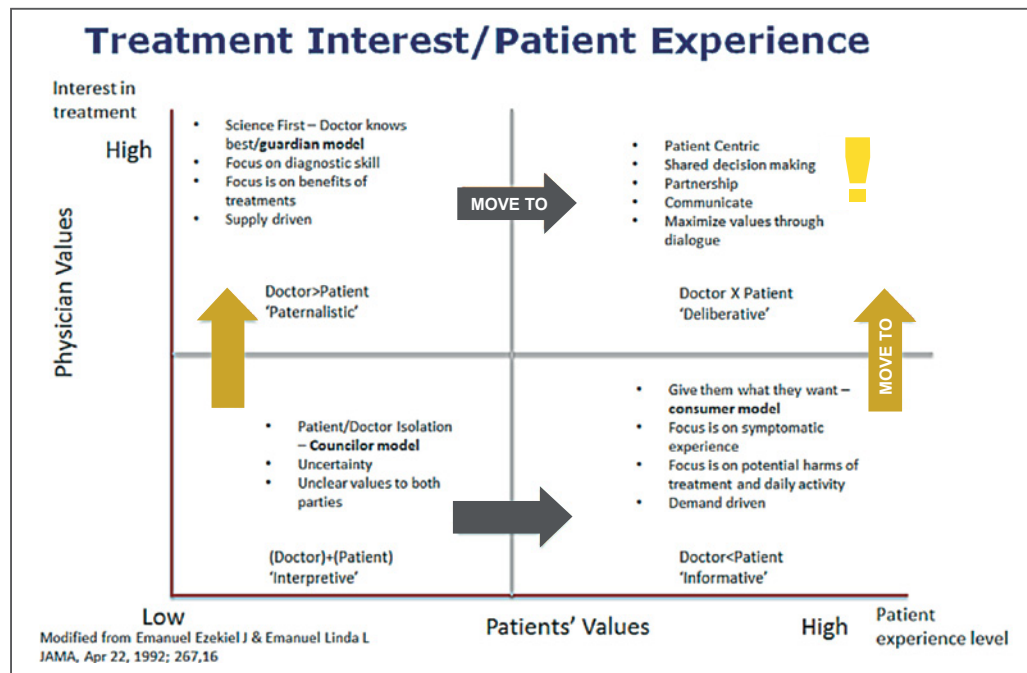 Treatment Interest/Patient Experience
Interest in
treatment
High
Physician Values
• Science First – Doctor knows
best/guardian model
• Focus on diagnostic skill
• Focus is on benefits of
treatments
• Supply driven
Doctor>Patient
'Paternalistic'
MOVE TO
• Patient Centric
• Shared decision making
• Partnership
• Communicate
• Maximize values through
dialogue
!
Doctor X Patient
'Deliberative'
MOVE TO
• Patient/Doctor Isolation
– Councilor model
• Uncertainty
• Unclear values to both
parties
(Doctor)+(Patient)
'Interpretive'
• Give them what they want –
consumer model
• Focus is on symptomatic
experience
• Focus is on potential harms of
treatment and daily activity
• Demand driven
Doctor<Patient
'Informative'
Low
Patients' Values
High
Patient
experience level
Modified from Emanuel Ezekiel J & Emanuel Linda L
JAMA, Apr 22, 1992; 267,16